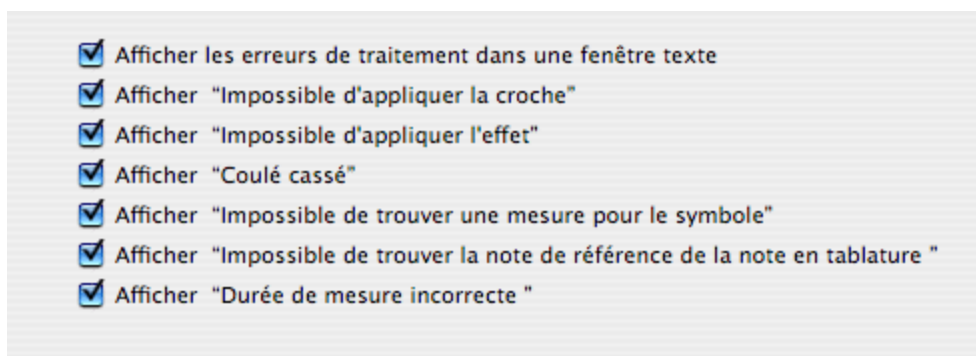 Afficher les erreurs de traitement dans une fenêtre texte
Afficher “Impossible d'appliquer la croche”
Afficher “Impossible d'appliquer l'effet”
Afficher “Coulé cassé”
Afficher “Impossible de trouver une mesure pour le symbole”
Afficher “Impossible de trouver la note de référence de la note en tablature ”
Afficher “Durée de mesure incorrecte ”